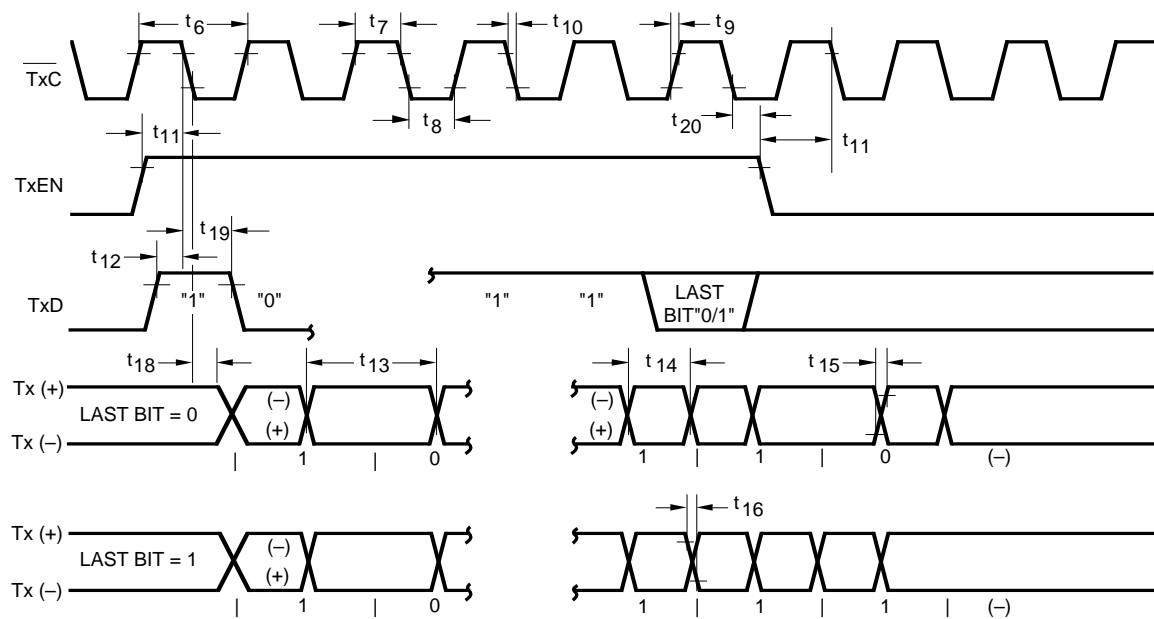 t6 t7 t10 t9
TxC
t11 t8 t20 t11
TxEN
t19
t12
TxD "1" "0" "1" "1" LAST
BIT"0/1"
t18 t13 t14 t15
Tx (+) (–) (–)
LAST BIT = 0
Tx (–) (+) (+)
| 1 | 0 1 | 1 | 0 (–)
t16
Tx (+) (–)
LAST BIT = 1
Tx (–) (+)
| 1 | 0 1 | 1 | 1 | (–)